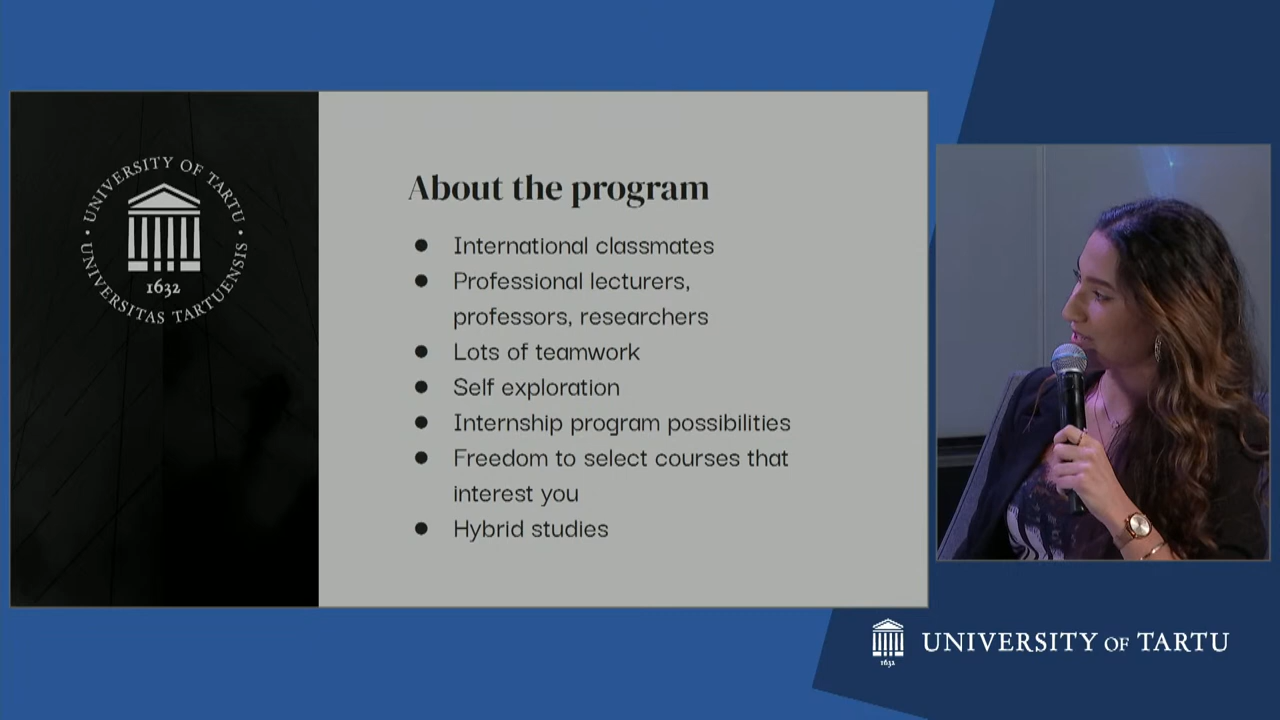 UNIVERSITY OF TARTU
1632
UNIVERSITAS TARTUENSIS
About the program
● International classmates
● Professional lecturers,
professors, researchers
● Lots of teamwork
● Self exploration
● Internship program possibilities
● Freedom to select courses that
interest you
● Hybrid studies
UNIVERSITY OF TARTU
1632